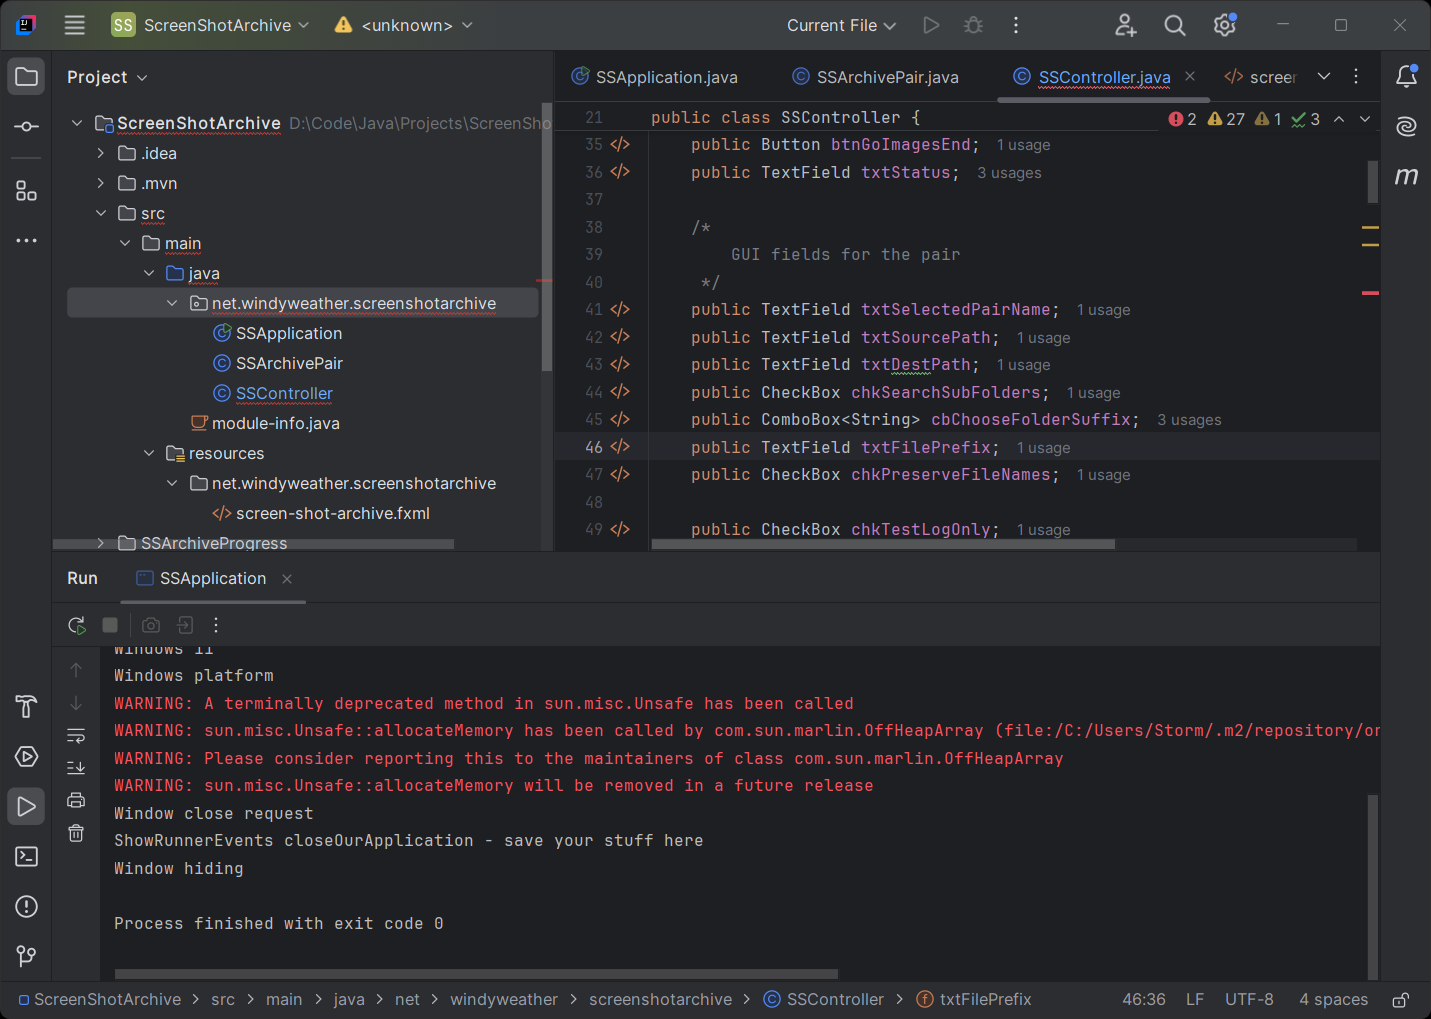 SS ScreenShotArchive <unknown> Current File
Project
ScreenShotArchive D:\Code\Java\Projects\ScreenSho
.idea
.mvn
src
main
java
net.windyweather.screenshotarchive
SSApplication
SSArchivePair
SSController
module-info.java
resources
net.windyweather.screenshotarchive
screen-shot-archive.fxml
SSArchiveProgress
SSApplication.java SSArchivePair.java SSController.java screen
21 public class SSController { 2 27 1 3
35 public Button btnGoImagesEnd; 1 usage
36 public TextField txtStatus; 3 usages
37
38 /*
39 GUI fields for the pair
40 */
41 public TextField txtSelectedPairName; 1 usage
42 public TextField txtSourcePath; 1 usage
43 public TextField txtDestPath; 1 usage
44 public CheckBox chkSearchSubFolders; 1 usage
45 public ComboBox<String> cbChooseFolderSuffix; 3 usages
46 public TextField txtFilePrefix; 1 usage
47 public CheckBox chkPreserveFileNames; 1 usage
48
49 public CheckBox chkTestLogOnly; 1 usage
m
Run SSApplication
Windows 11
Windows platform
WARNING: A terminally deprecated method in sun.misc.Unsafe has been called
WARNING: sun.misc.Unsafe::allocateMemory has been called by com.sun.marlin.OffHeapArray (file:/C:/Users/Storm/.m2/repository/or
WARNING: Please consider reporting this to the maintainers of class com.sun.marlin.OffHeapArray
WARNING: sun.misc.Unsafe::allocateMemory will be removed in a future release
Window close request
ShowRunnerEvents closeOurApplication - save your stuff here
Window hiding
Process finished with exit code 0
ScreenShotArchive > src > main > java > net > windyweather > screenshotarchive > SSController > txtFilePrefix 46:36 LF UTF-8 4 spaces